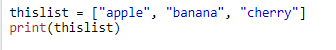 thislist = ["apple", "banana", "cherry"]
print(thislist)